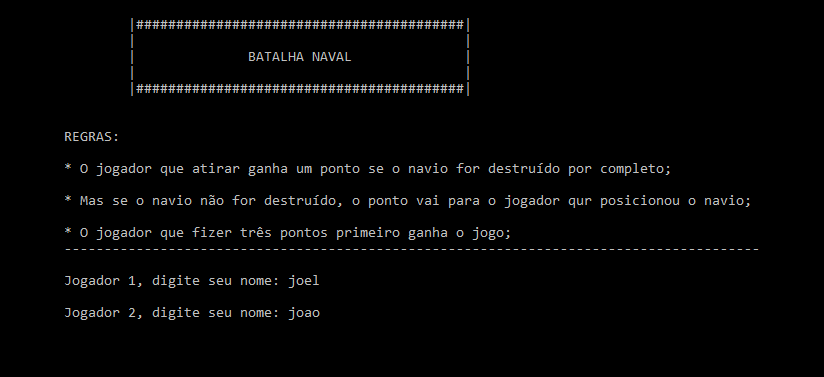 |#########################################|
| |
| BATALHA NAVAL |
| |
|#########################################|
REGRAS:
* O jogador que atirar ganha um ponto se o navio for destruído por completo;
* Mas se o navio não for destruído, o ponto vai para o jogador qur posicionou o navio;
* O jogador que fizer três pontos primeiro ganha o jogo;
---------------------------------------------------------------------------------------
Jogador 1, digite seu nome: joel
Jogador 2, digite seu nome: joao